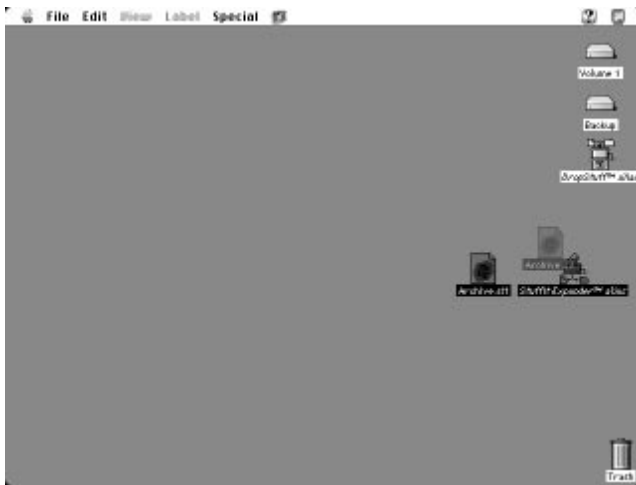 File Edit View Label Special
Volume 1
Backup
DropStuff™ alias
Archive
Archive.sit
StuffIt Expander™ alias
Trash